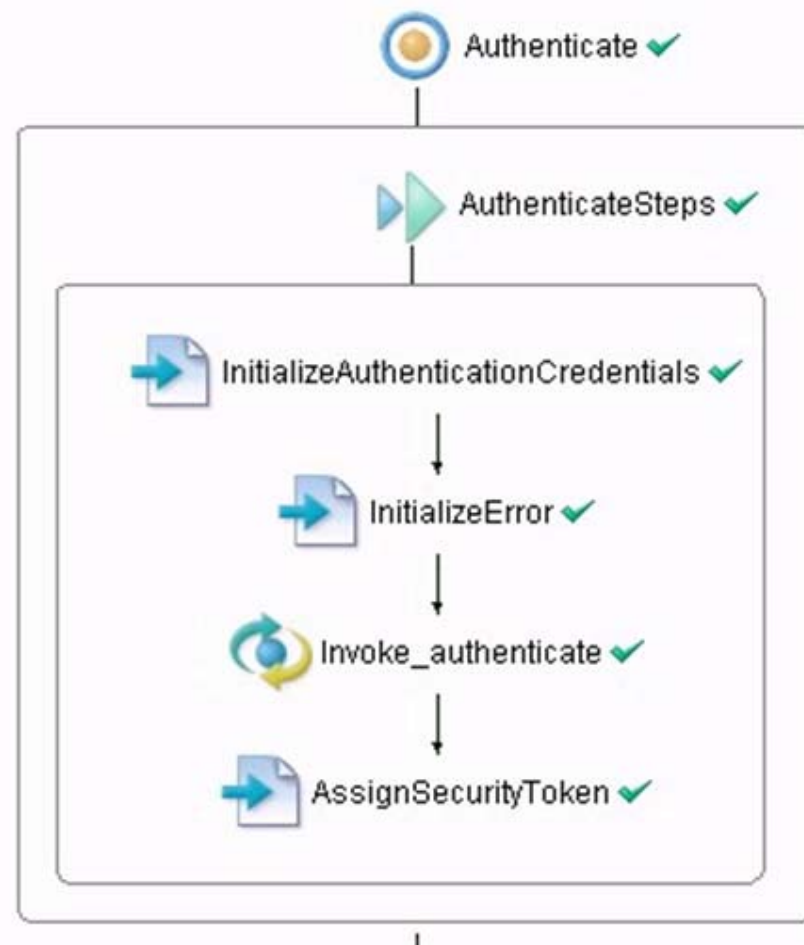 Authenticate
AuthenticateSteps
InitializeAuthenticationCredentials
InitializeError
Invoke_authenticate
AssignSecurityToken